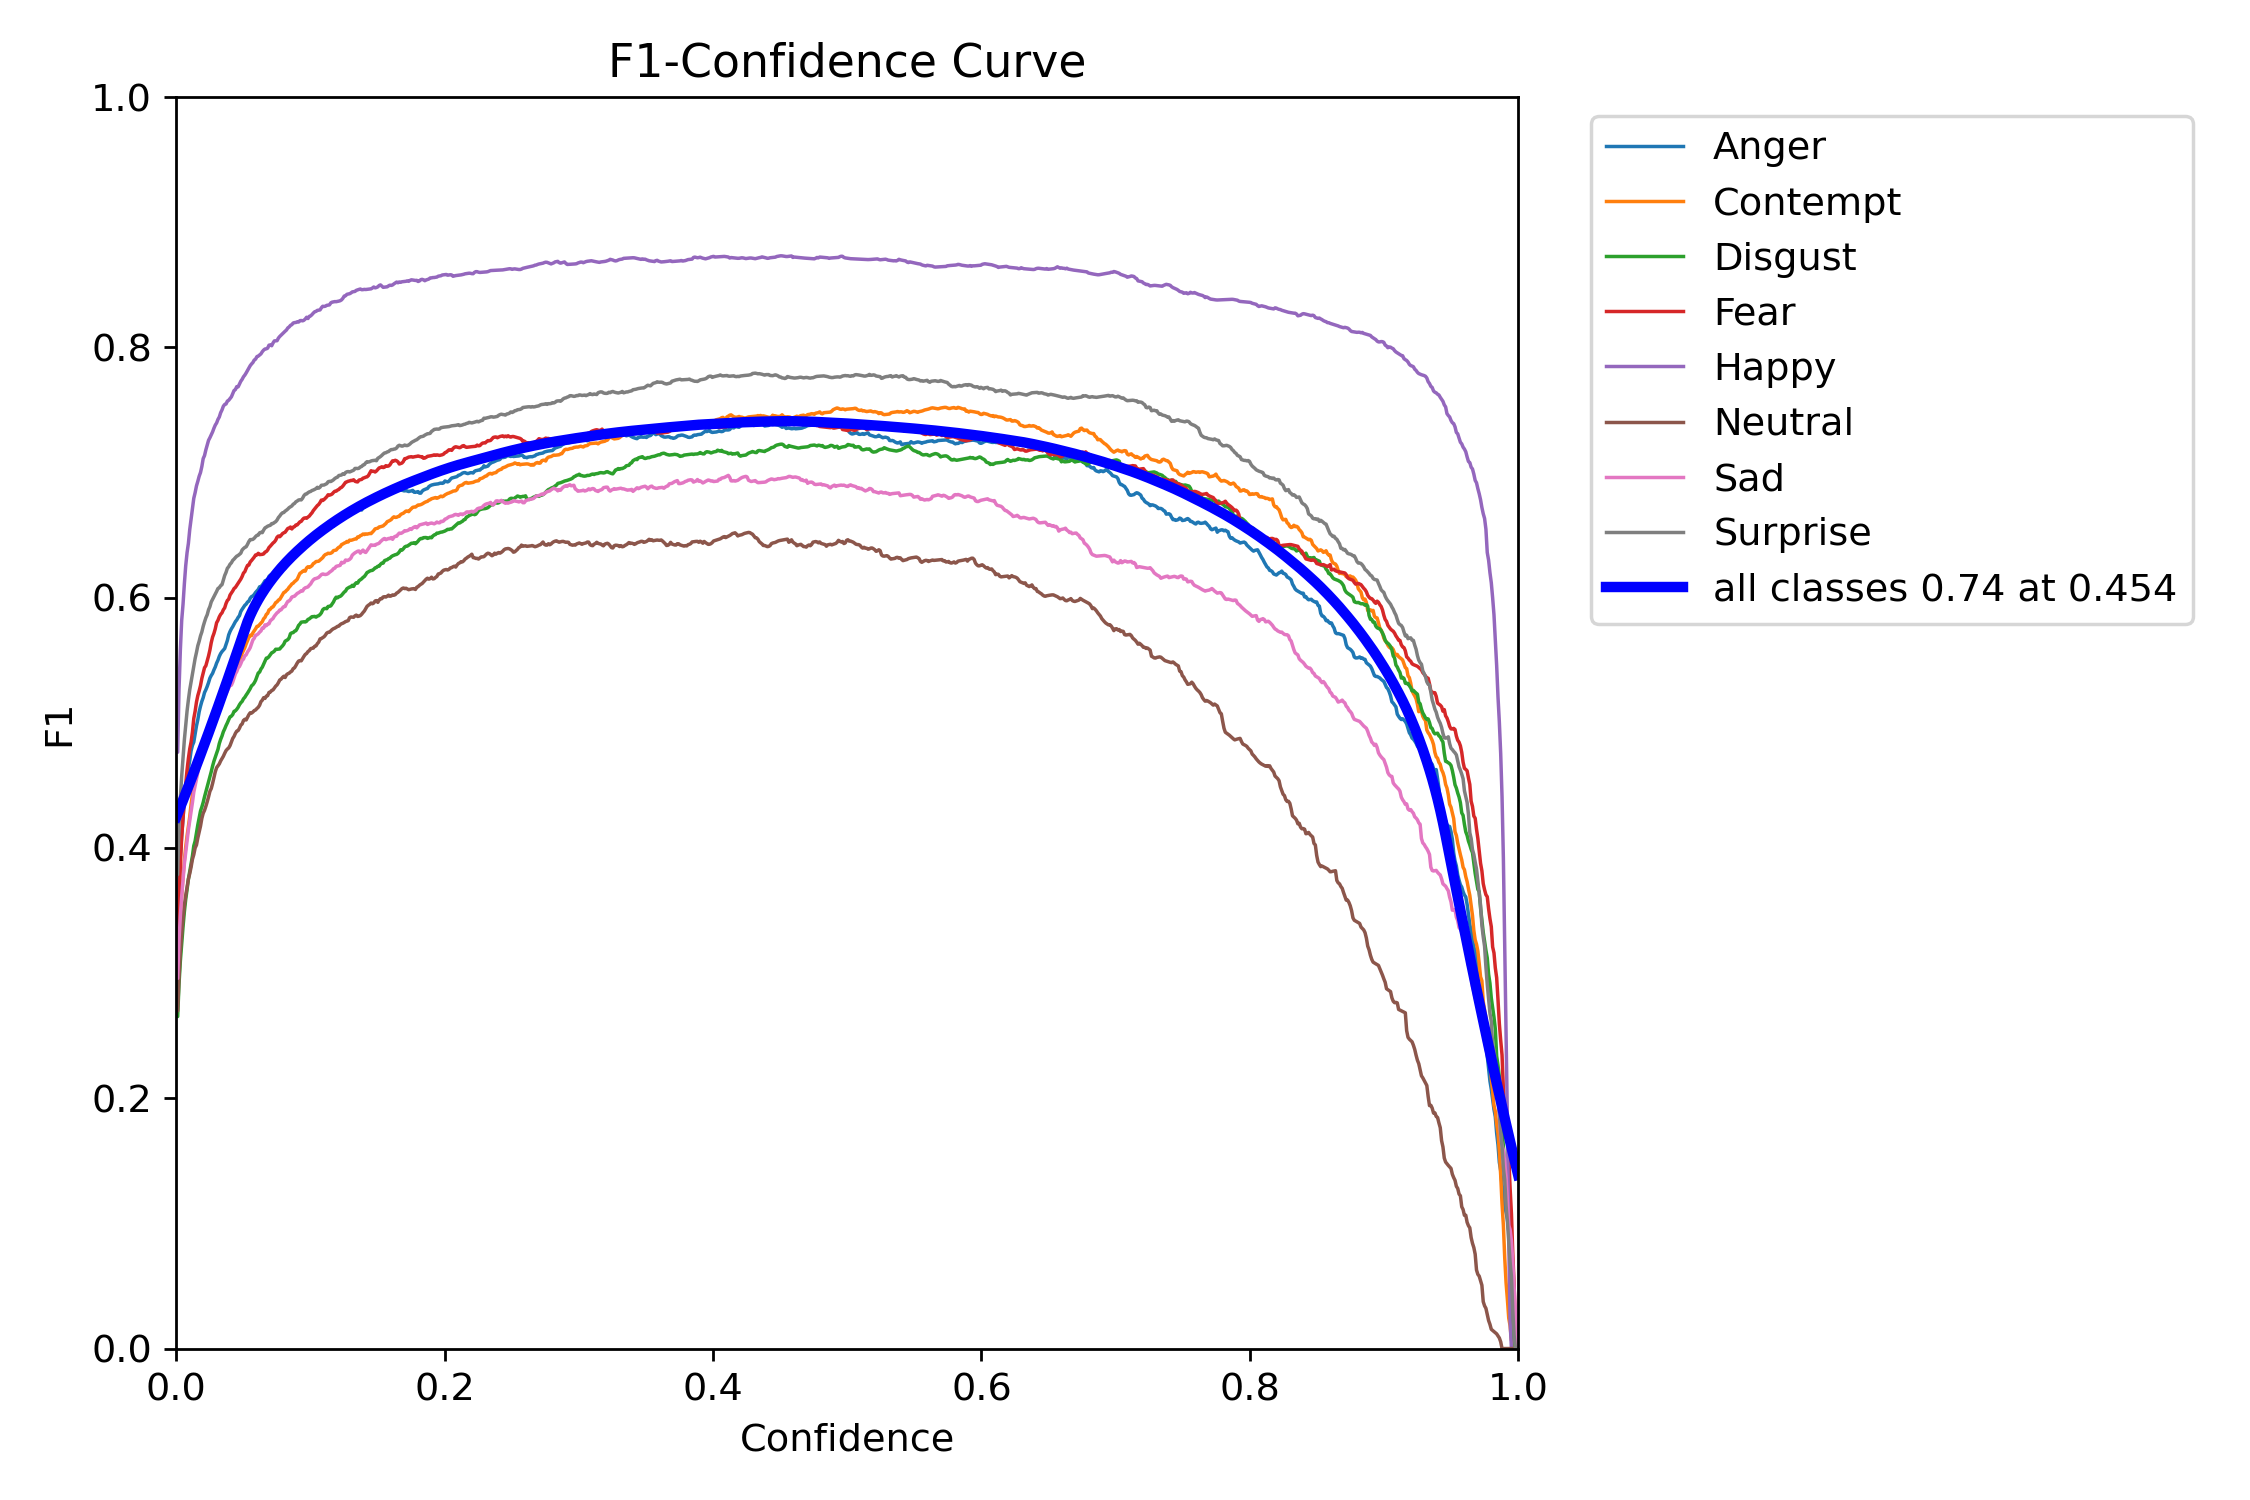 F1-Confidence Curve
1.0
0.8
0.6
0.4
0.2
0.0
F1
0.0 0.2 0.4 0.6 0.8 1.0
Confidence
Anger
Contempt
Disgust
Fear
Happy
Neutral
Sad
Surprise
all classes 0.74 at 0.454